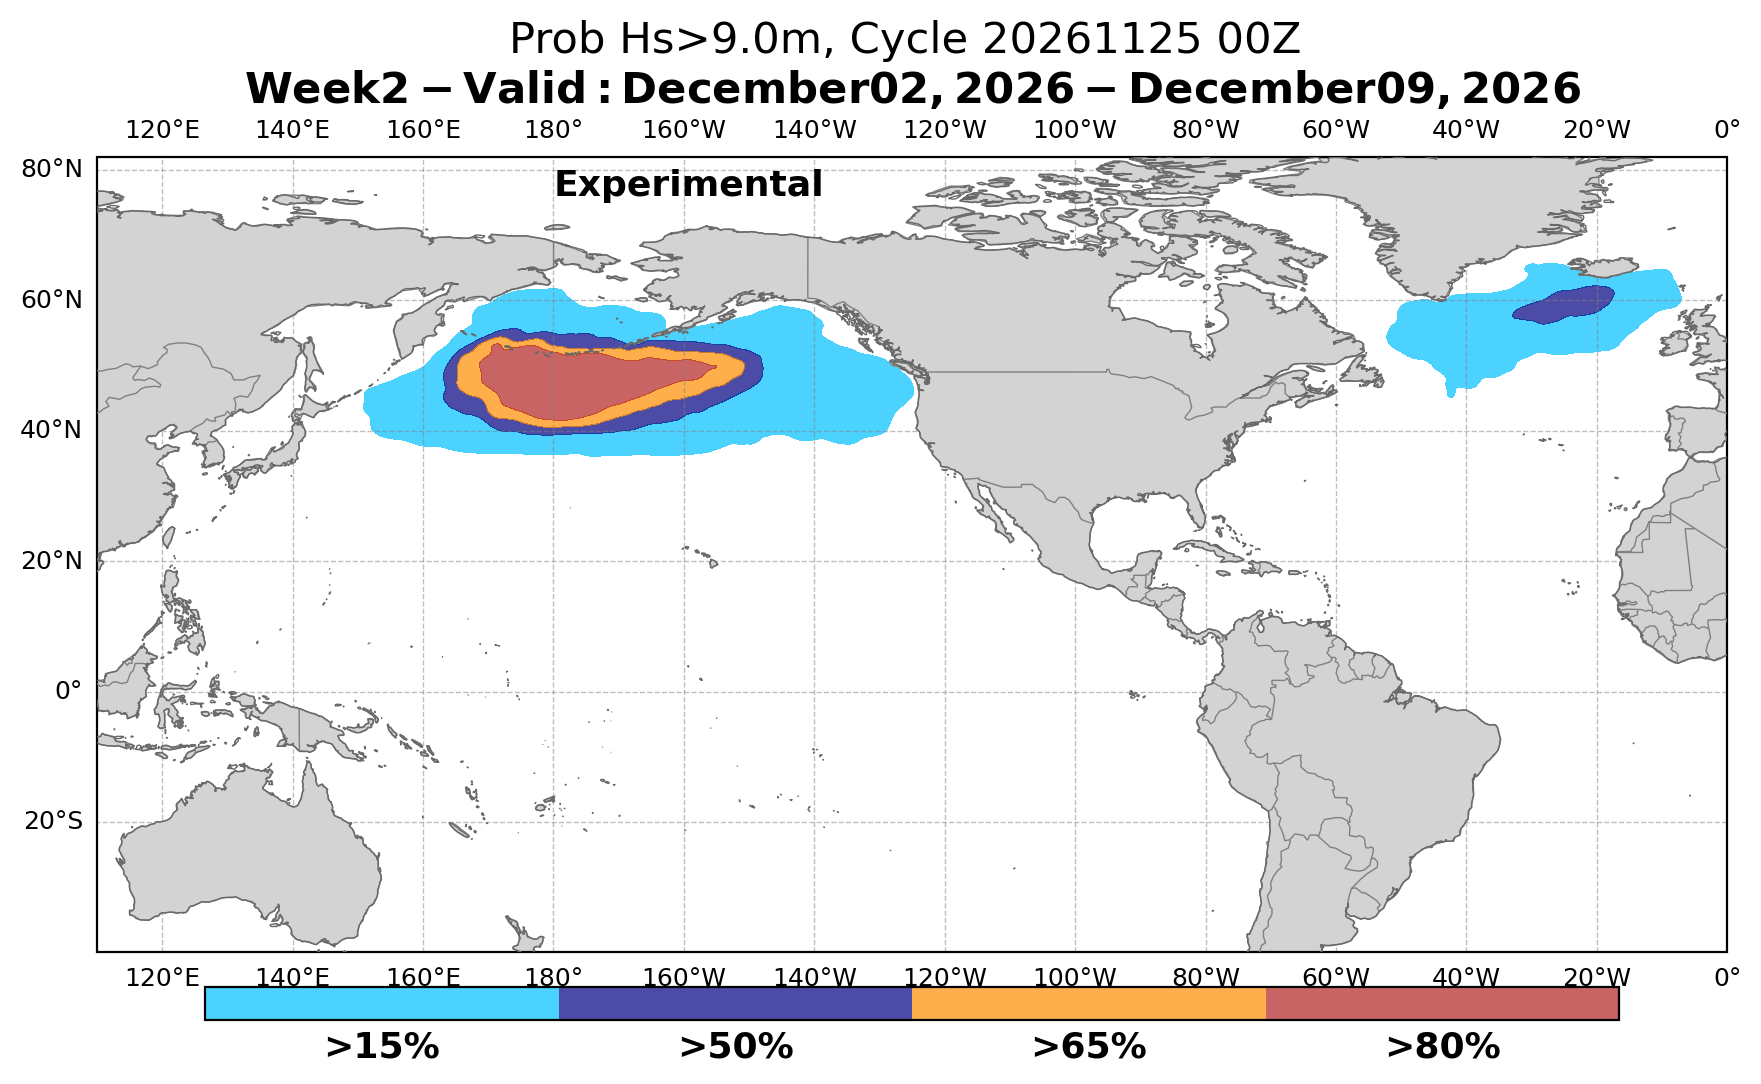 Prob Hs>9.0m, Cycle 20261125 00Z
Week2 − Valid : December02, 2026 − December09, 2026
120°E 140°E 160°E 180° 160°W 140°W 120°W 100°W 80°W 60°W 40°W 20°W 0°
80°N
Experimental
60°N
40°N
20°N
0°
20°S
120°E 140°E 160°E 180° 160°W 140°W 120°W 100°W 80°W 60°W 40°W 20°W 0°
>15% >50% >65% >80%